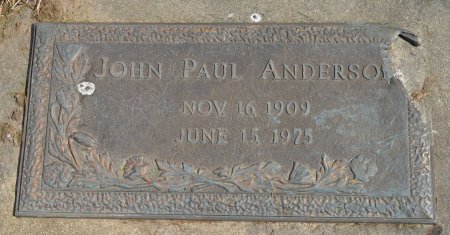 JOHN PAUL ANDERSO
NOV. 16, 1909
JUNE 15, 1975